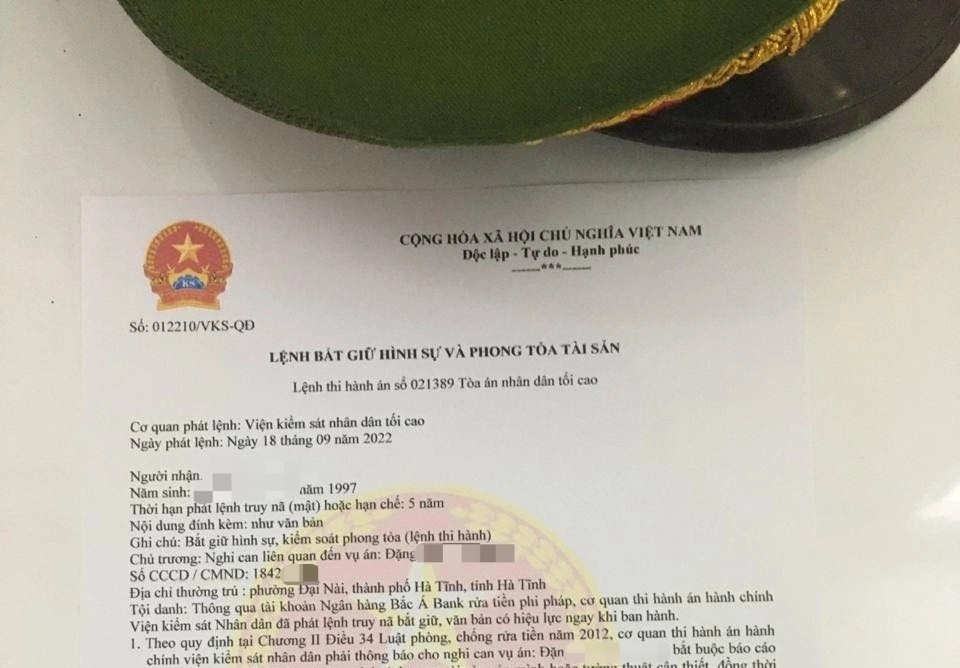 CỘNG HÒA XÃ HỘI CHỦ NGHĨA VIỆT NAM
Độc lập - Tự do - Hạnh phúc
-----***-----
KS
Số: 012210/VKS-QĐ
LỆNH BẮT GIỮ HÌNH SỰ VÀ PHONG TỎA TÀI SẢN
Lệnh thi hành án số 021389 Tòa án nhân dân tối cao
Cơ quan phát lệnh: Viện kiểm sát nhân dân tối cao
Ngày phát lệnh: Ngày 18 tháng 09 năm 2022
Người nhận
Năm sinh: năm 1997
Thời hạn phát lệnh truy nã (mật) hoặc hạn chế: 5 năm
Nội dung đính kèm: như văn bản
Ghi chú: Bắt giữ hình sự, kiểm soát phong tỏa (lệnh thi hành)
Chủ trương: Nghi can liên quan đến vụ án: Đặng
Số CCCD / CMND: 1842
Địa chỉ thường trú : phường Đại Nài, thành phố Hà Tĩnh, tỉnh Hà Tĩnh
Tội danh: Thông qua tài khoản Ngân hàng Bắc Á Bank rửa tiền phi pháp, cơ quan thi hành án hành chính
Viện kiểm sát Nhân dân đã phát lệnh truy nã bắt giữ, văn bản có hiệu lực ngay khi ban hành.
1. Theo quy định tại Chương II Điều 34 Luật phòng, chống rửa tiền năm 2012, cơ quan thi hành án hành
chính viện kiểm sát nhân dân phải thông báo cho nghi can vụ án: Đặn bắt buộc báo cáo
tường thuật cần thiết, đồng thời